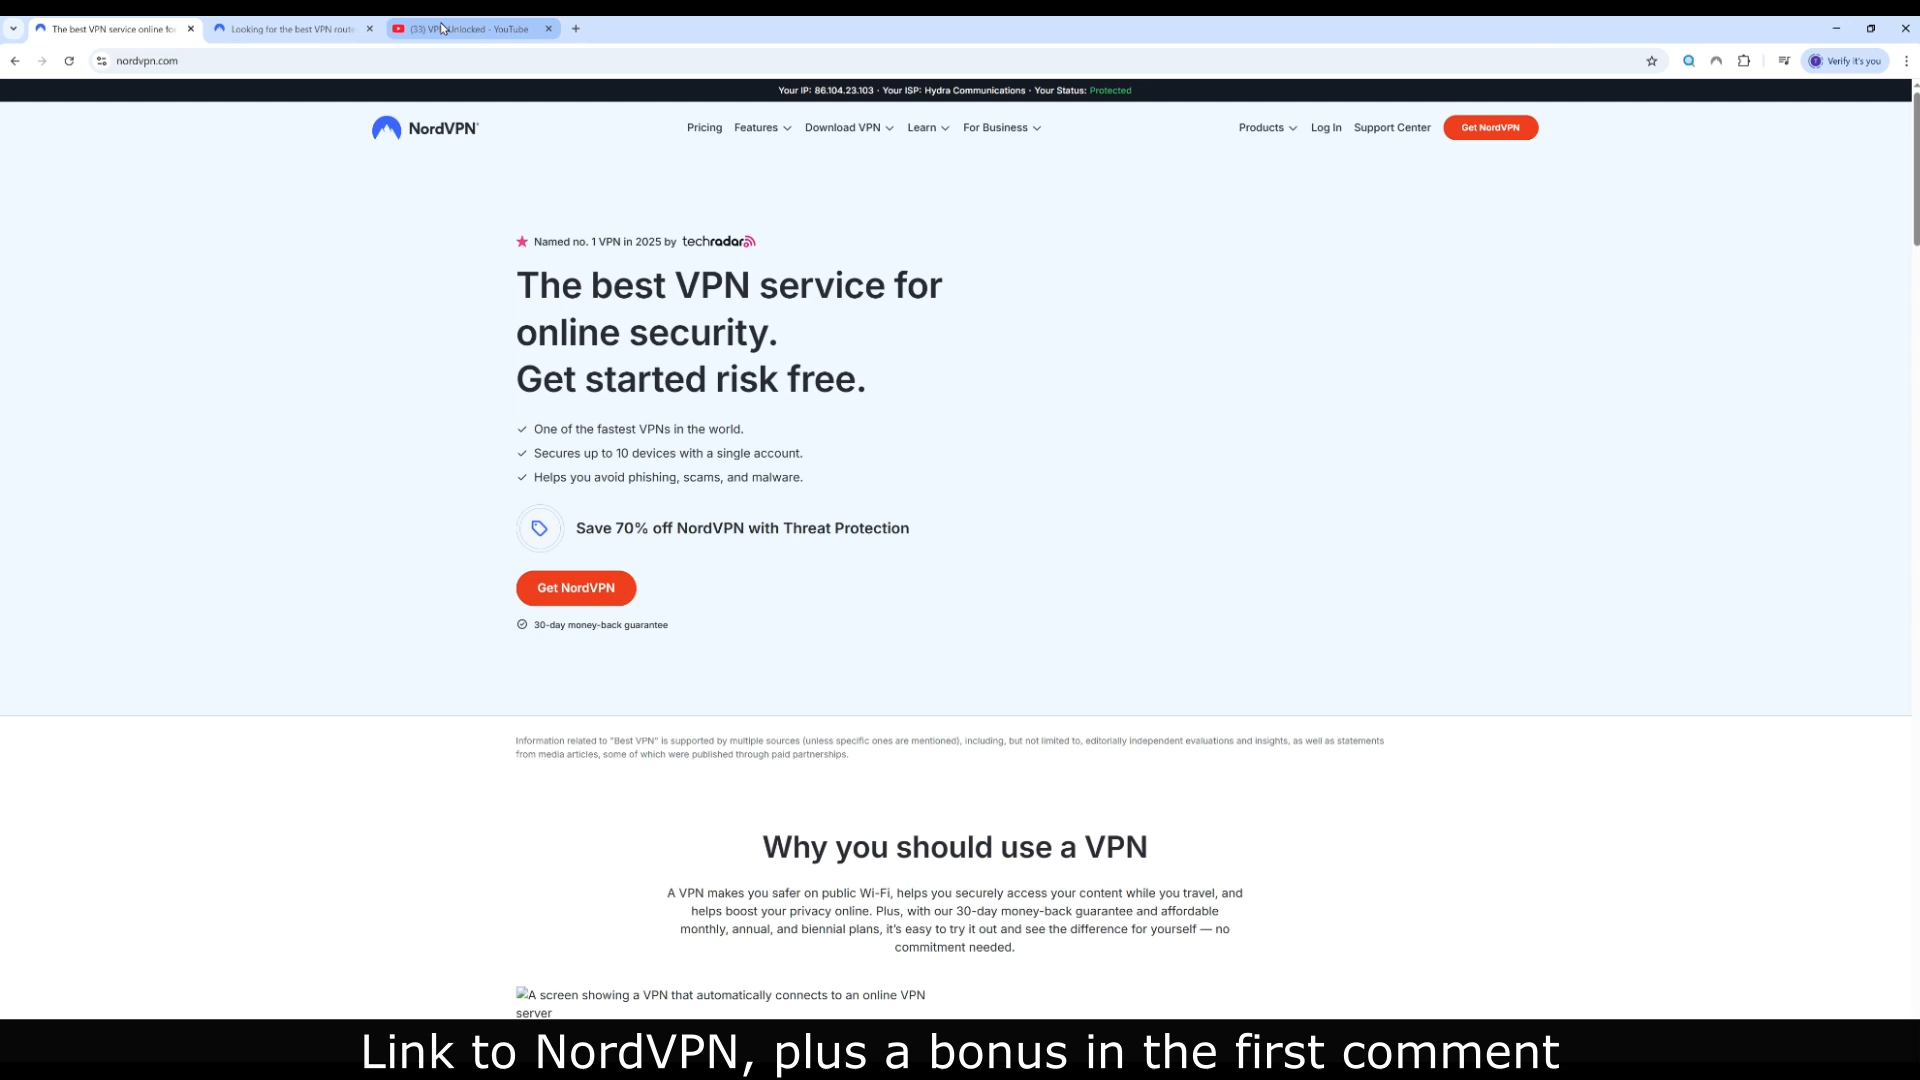 The best VPN service online fo
Looking for the best VPN route
(33) VPN Unlocked - YouTube
nordvpn.com
Verify it's you
Your IP: 86.104.23.103 · Your ISP: Hydra Communications · Your Status: Protected
NordVPN®
Pricing
Features
Download VPN
Learn
For Business
Products
Log In
Support Center
Get NordVPN
Named no. 1 VPN in 2025 by techradar
The best VPN service for
online security.
Get started risk free.
One of the fastest VPNs in the world.
Secures up to 10 devices with a single account.
Helps you avoid phishing, scams, and malware.
Save 70% off NordVPN with Threat Protection
Get NordVPN
30-day money-back guarantee
Information related to "Best VPN" is supported by multiple sources (unless specific ones are mentioned), including, but not limited to, editorially independent evaluations and insights, as well as statements
from media articles, some of which were published through paid partnerships.
Why you should use a VPN
A VPN makes you safer on public Wi-Fi, helps you securely access your content while you travel, and
helps boost your privacy online. Plus, with our 30-day money-back guarantee and affordable
monthly, annual, and biennial plans, it's easy to try it out and see the difference for yourself — no
commitment needed.
A screen showing a VPN that automatically connects to an online VPN
server
Link to NordVPN, plus a bonus in the first comment